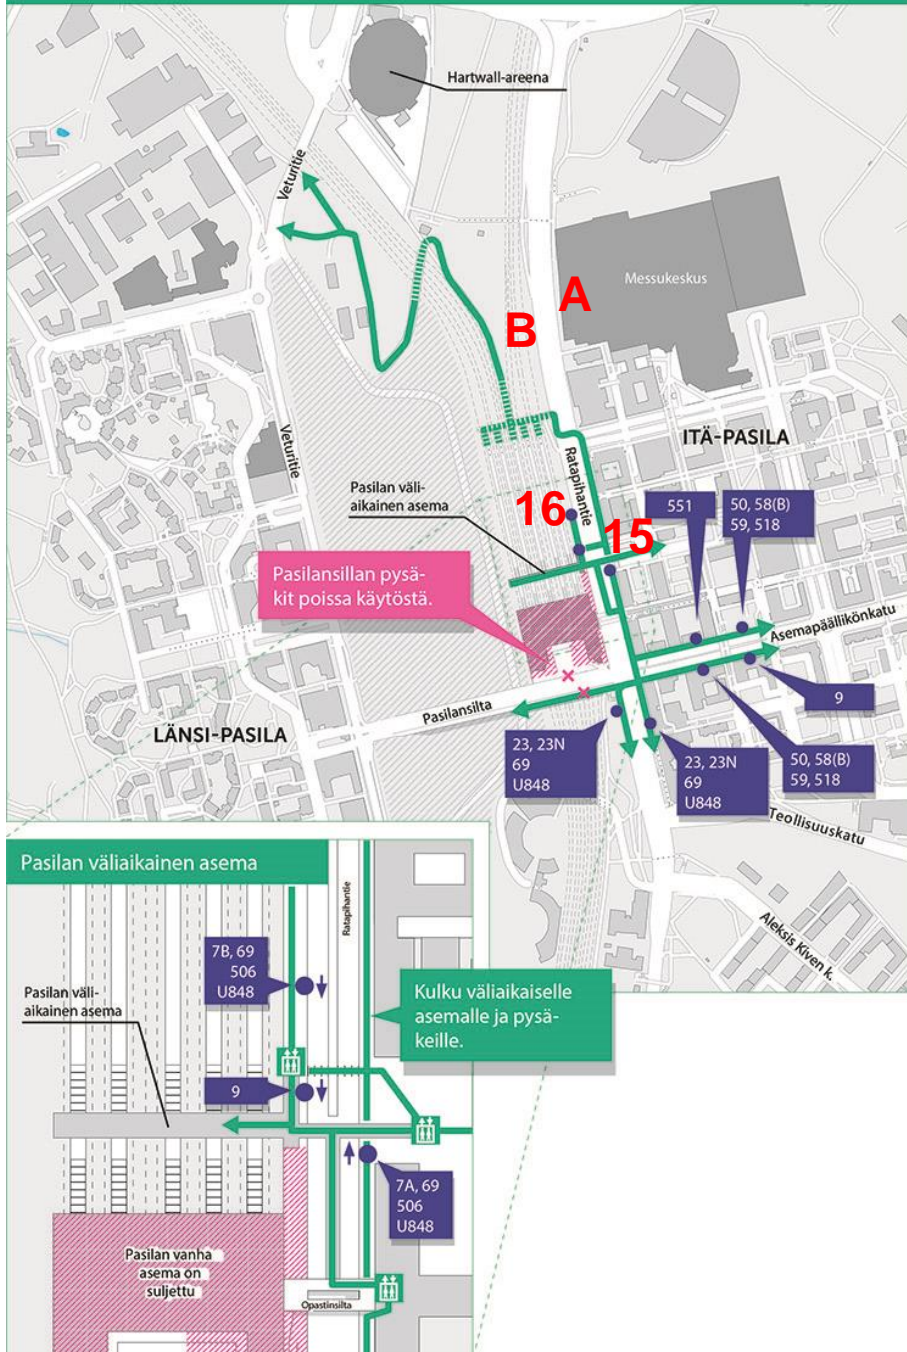 Hartwall-areena
Veturitie
A
Messukeskus
B
ITÄ-PASILA
Veturitie
Ratapihantie
Pasilan väli-
aikainen asema
16
15
551
50, 58(B)
59, 518
Pasilansillan pysä-
kit poissa käytöstä.
Asemapäällikönkatu
9
Pasilansilta
LÄNSI-PASILA
23, 23N
69
U848
23, 23N
69
U848
50, 58(B)
59, 518
Teollisuuskatu
Aleksis Kiven k.
Pasilan väliaikainen asema
Ratapihantie
7B, 69
506
U848
Pasilan väli-
aikainen asema
Kulku väliaikaiselle
asemalle ja pysä-
keille.
9
7A, 69
506
U848
Pasilan vanha
asema on
suljettu
Opastinsilta